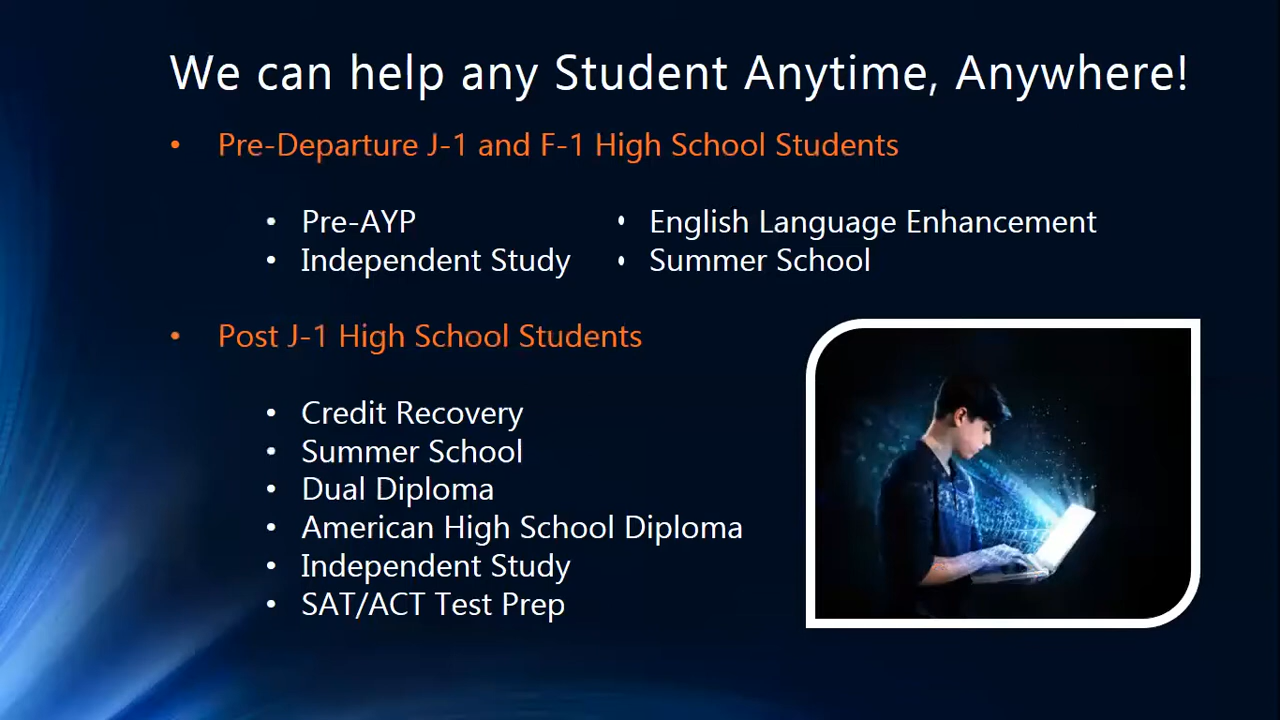 We can help any Student Anytime, Anywhere!
• Pre-Departure J-1 and F-1 High School Students
• Pre-AYP • English Language Enhancement
• Independent Study • Summer School
• Post J-1 High School Students
• Credit Recovery
• Summer School
• Dual Diploma
• American High School Diploma
• Independent Study
• SAT/ACT Test Prep